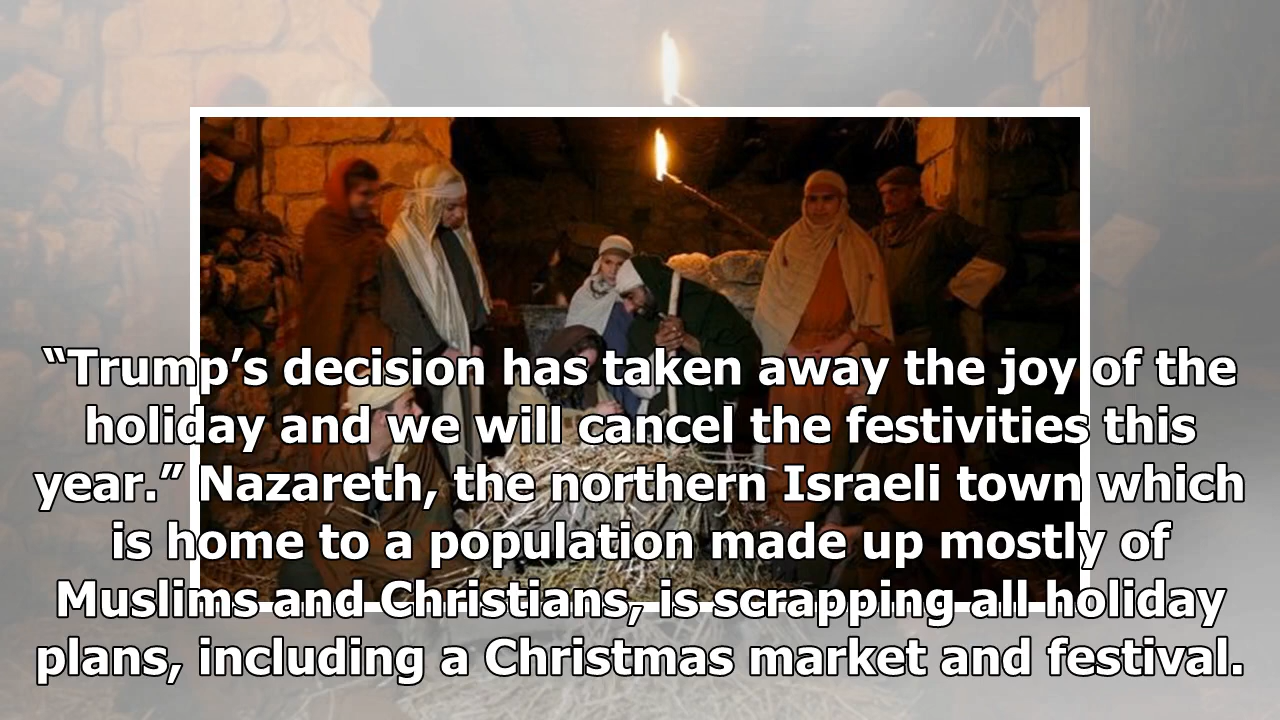 “Trump’s decision has taken away the joy of the
holiday and we will cancel the festivities this
year.” Nazareth, the northern Israeli town which
is home to a population made up mostly of
Muslims and Christians, is scrapping all holiday
plans, including a Christmas market and festival.